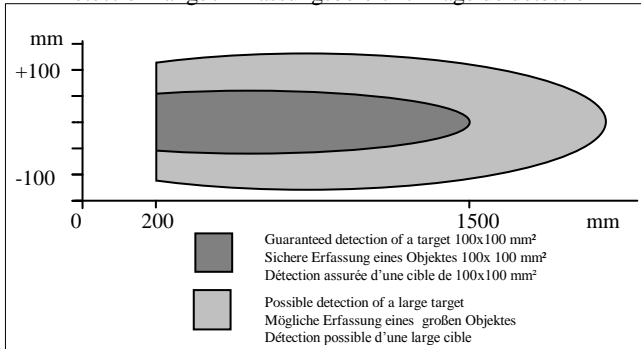 mm
+100
-100
0 200 1500 mm
Guaranteed detection of a target 100x100 mm²
Sichere Erfassung eines Objektes 100x 100 mm²
Détection assurée d'une cible de 100x100 mm²
Possible detection of a large target
Mögliche Erfassung eines großen Objektes
Détection possible d'une large cible